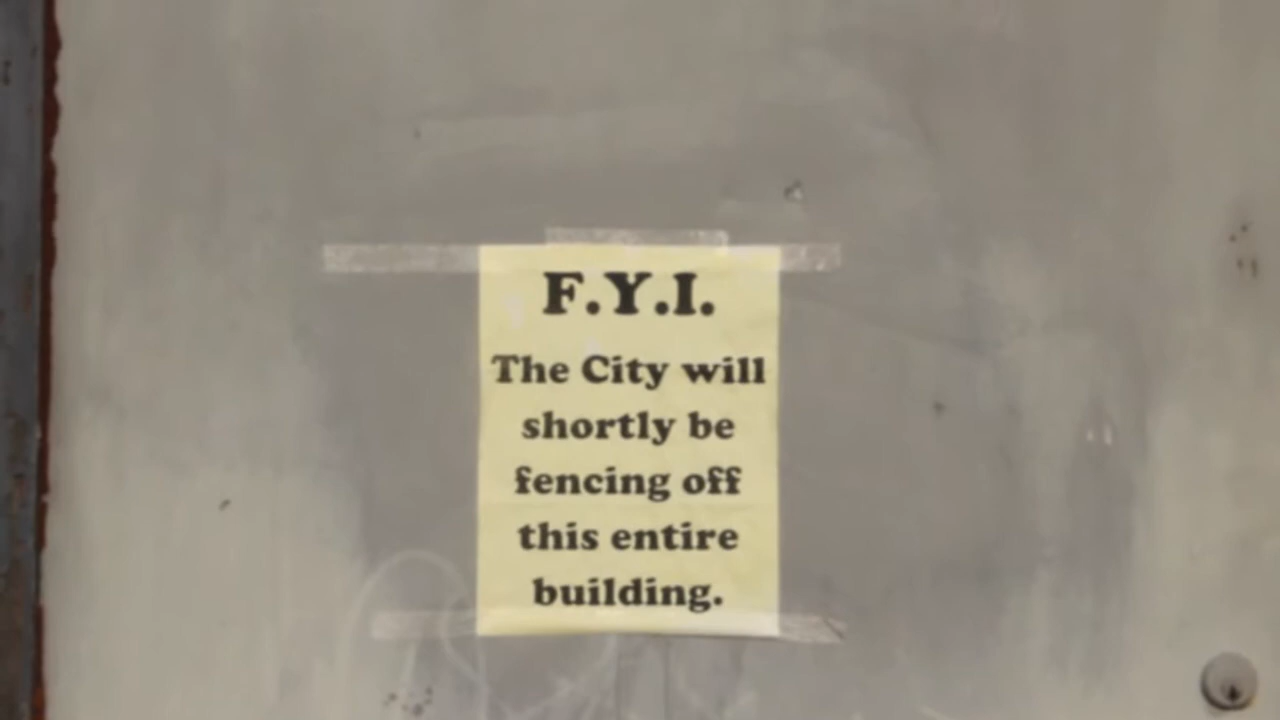 F.Y.I.
The City will
shortly be
fencing off
this entire
building.